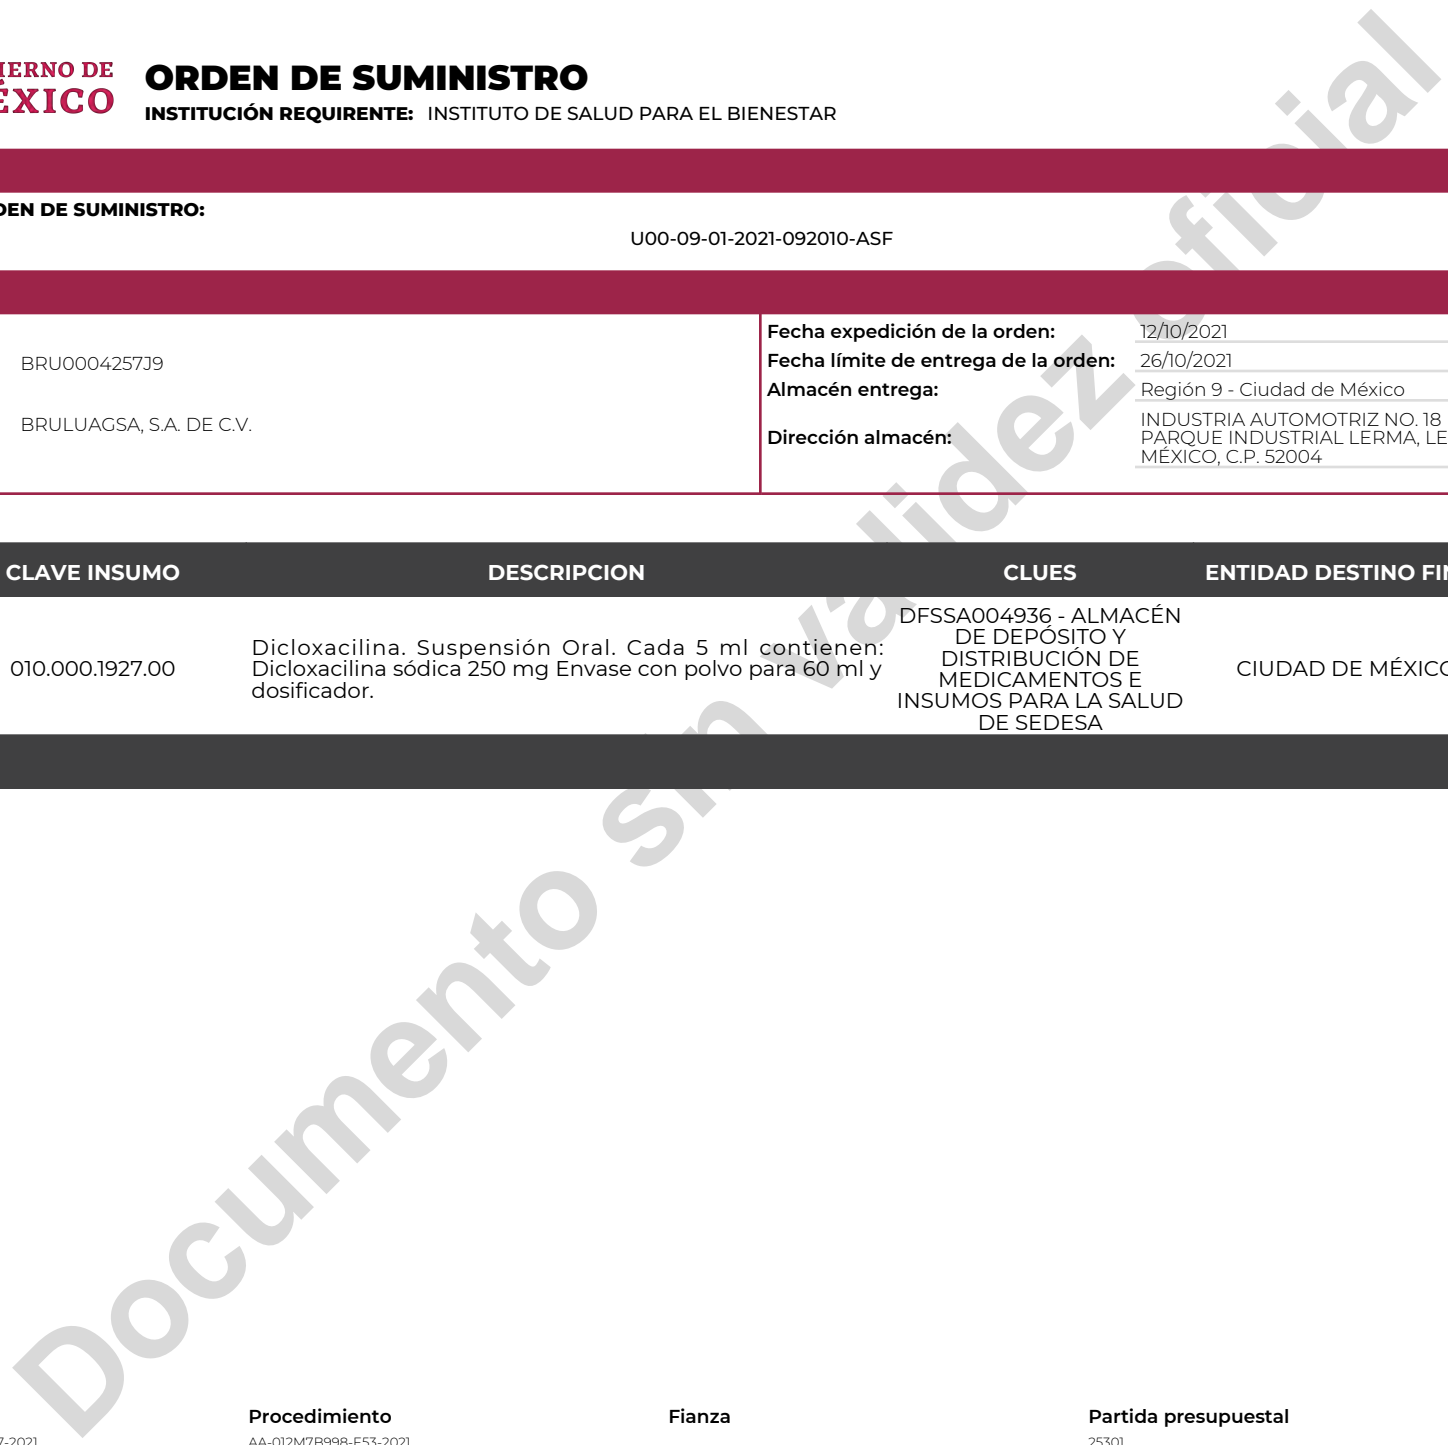 ORDEN DE SUMINISTRO
INSTITUCIÓN REQUIRENTE: INSTITUTO DE SALUD PARA EL BIENESTAR
DE SUMINISTRO:
U00-09-01-2021-092010-ASF
BRU0004257J9
BRULUAGSA, S.A. DE C.V.
Fecha expedición de la orden: 12/10/2021
Fecha límite de entrega de la orden: 26/10/2021
Almacén entrega: Región 9 - Ciudad de México
Dirección almacén:
INDUSTRIA AUTOMOTRIZ NO. 18
PARQUE INDUSTRIAL LERMA, LE
MÉXICO, C.P. 52004
CLAVE INSUMO DESCRIPCION CLUES ENTIDAD DESTINO
010.000.1927.00
Dicloxacilina. Suspensión Oral. Cada 5 ml contienen:
Dicloxacilina sódica 250 mg Envase con polvo para 60 ml y
dosificador.
DFSSA004936 - ALMACÉN
DE DEPÓSITO Y
DISTRIBUCIÓN DE
MEDICAMENTOS E
INSUMOS PARA LA SALUD
DE SEDESA
CIUDAD DE MÉXICO
Documento sin validez oficial
Procedimiento Fianza Partida presupuestal
AA-012M7B998-E53-2021
25301